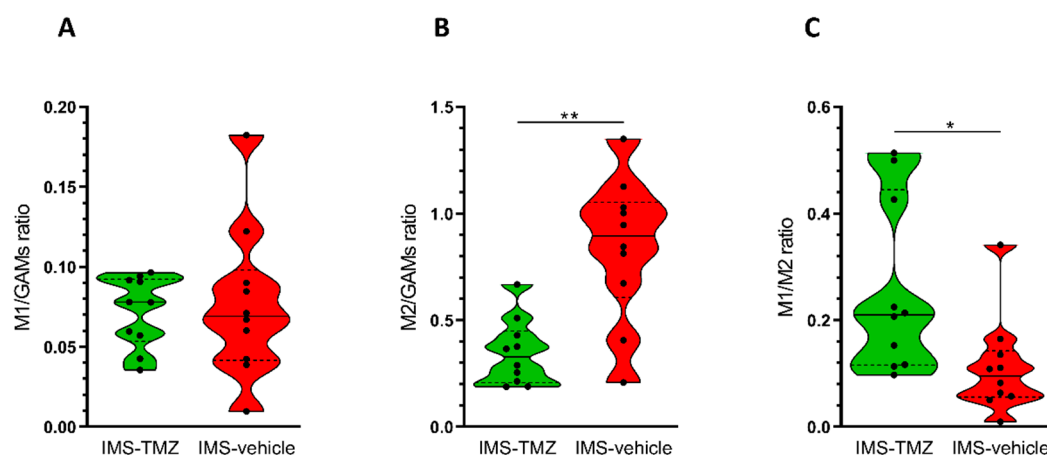 A
B
C
M1/GAMs ratio
0.20
0.15
0.10
0.05
0.00
IMS-TMZ
IMS-vehicle
M2/GAMs ratio
1.5
1.0
0.5
0.0
**
IMS-TMZ
IMS-vehicle
M1/M2 ratio
0.6
0.4
0.2
0.0
*
IMS-TMZ
IMS-vehicle